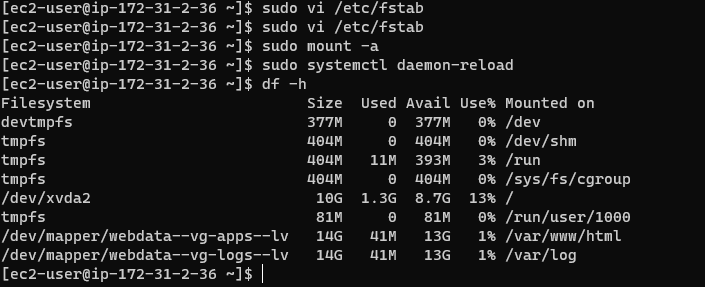 [ec2-user@ip-172-31-2-36 ~]$ sudo vi /etc/fstab
[ec2-user@ip-172-31-2-36 ~]$ sudo vi /etc/fstab
[ec2-user@ip-172-31-2-36 ~]$ sudo mount -a
[ec2-user@ip-172-31-2-36 ~]$ sudo systemctl daemon-reload
[ec2-user@ip-172-31-2-36 ~]$ df -h
Filesystem                        Size  Used Avail Use% Mounted on
devtmpfs                          377M     0  377M   0% /dev
tmpfs                             404M     0  404M   0% /dev/shm
tmpfs                             404M   11M  393M   3% /run
tmpfs                             404M     0  404M   0% /sys/fs/cgroup
/dev/xvda2                         10G  1.3G  8.7G  13% /
tmpfs                              81M     0   81M   0% /run/user/1000
/dev/mapper/webdata--vg-apps--lv   14G   41M   13G   1% /var/www/html
/dev/mapper/webdata--vg-logs--lv   14G   41M   13G   1% /var/log
[ec2-user@ip-172-31-2-36 ~]$